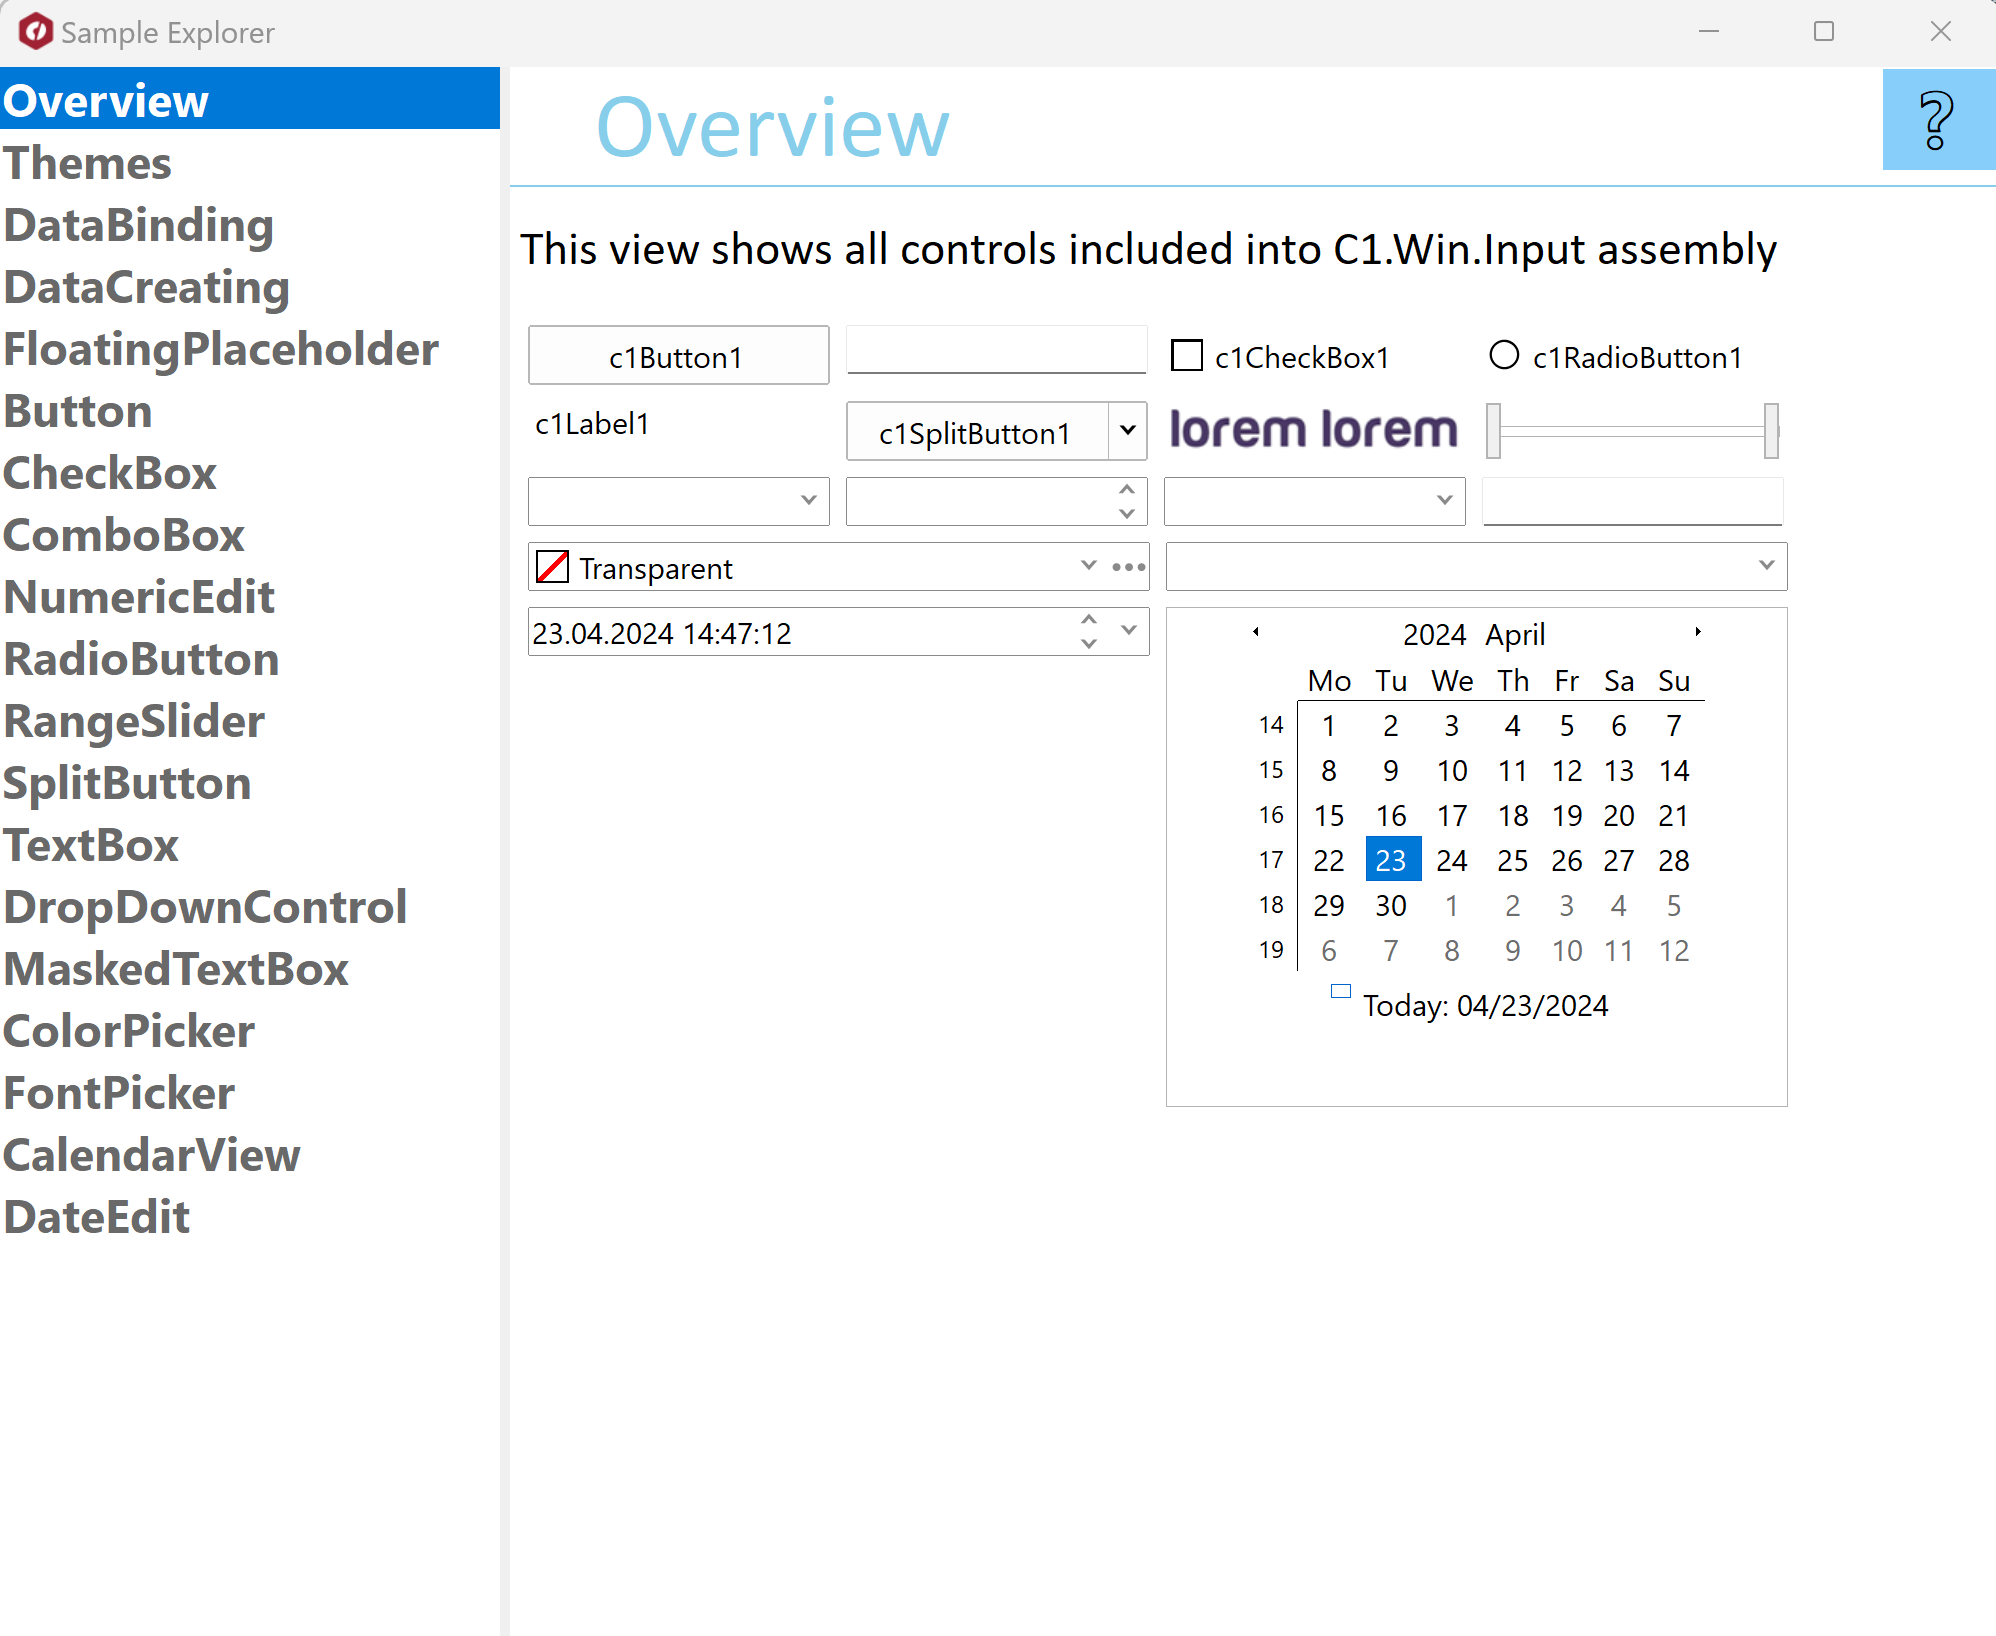 Sample Explorer
Overview
Themes
DataBinding
DataCreating
FloatingPlaceholder
Button
CheckBox
ComboBox
NumericEdit
RadioButton
RangeSlider
SplitButton
TextBox
DropDownControl
MaskedTextBox
ColorPicker
FontPicker
CalendarView
DateEdit
Overview
?
This view shows all controls included into C1.Win.Input assembly
c1Button1 c1CheckBox1 c1RadioButton1
c1Label1 c1SplitButton1 lorem lorem
Transparent
23.04.2024 14:47:12
2024 April
Mo Tu We Th Fr Sa Su
14 1 2 3 4 5 6 7
15 8 9 10 11 12 13 14
16 15 16 17 18 19 20 21
17 22 23 24 25 26 27 28
18 29 30 1 2 3 4 5
19 6 7 8 9 10 11 12
Today: 04/23/2024